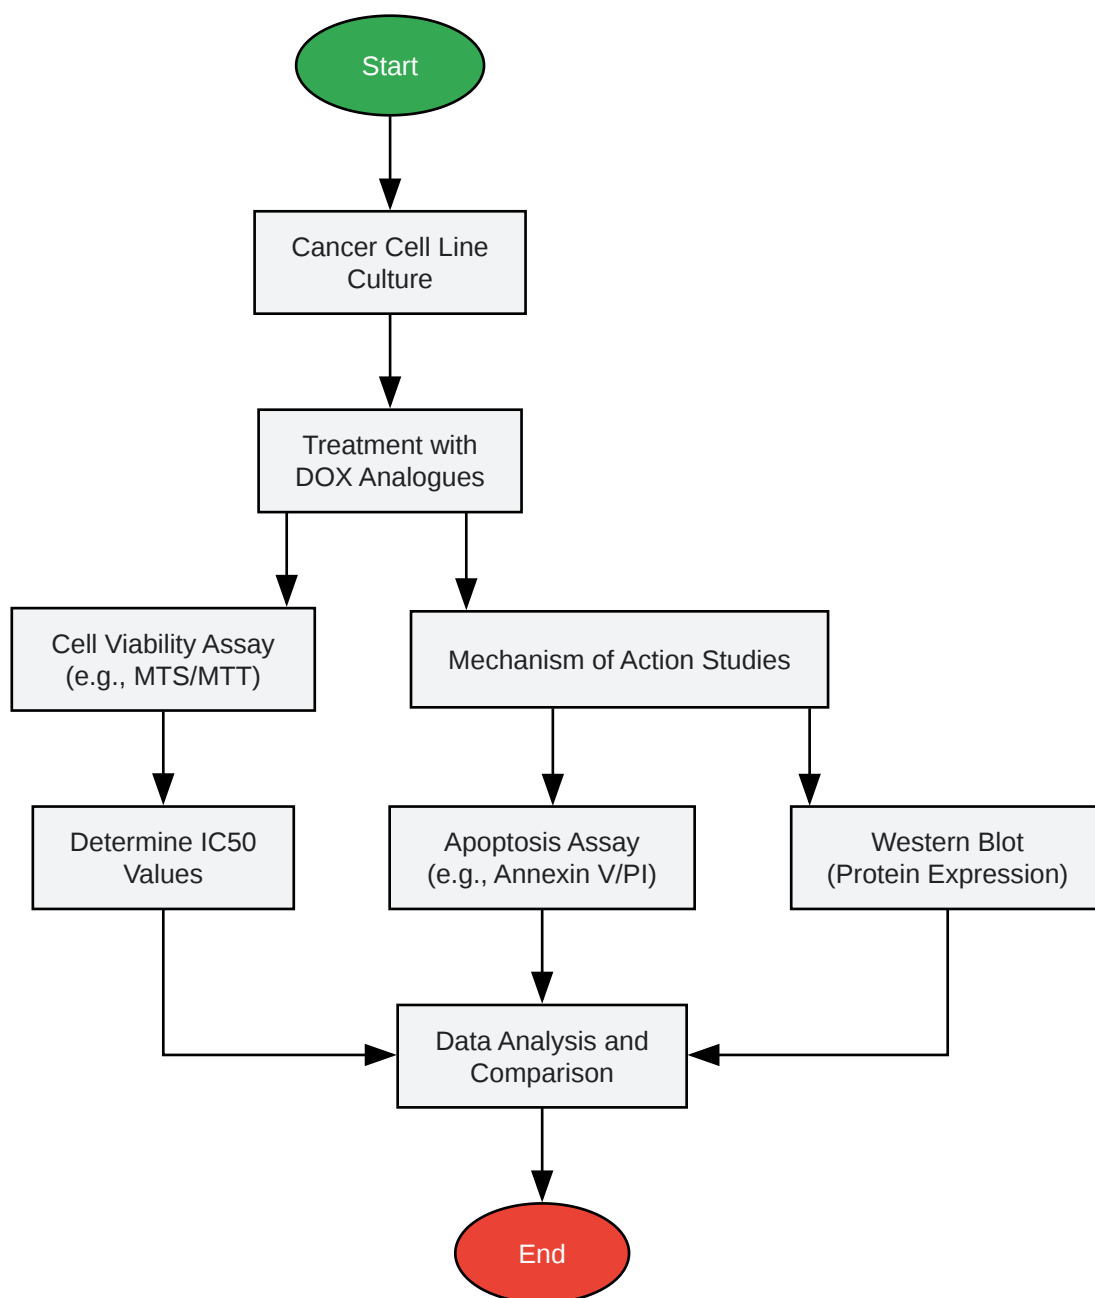 Start
Cancer Cell Line
Culture
Treatment with
DOX Analogues
Cell Viability Assay
(e.g., MTS/MTT)
Mechanism of Action Studies
Determine IC50
Values
Apoptosis Assay
(e.g., Annexin V/PI)
Western Blot
(Protein Expression)
Data Analysis and
Comparison
End